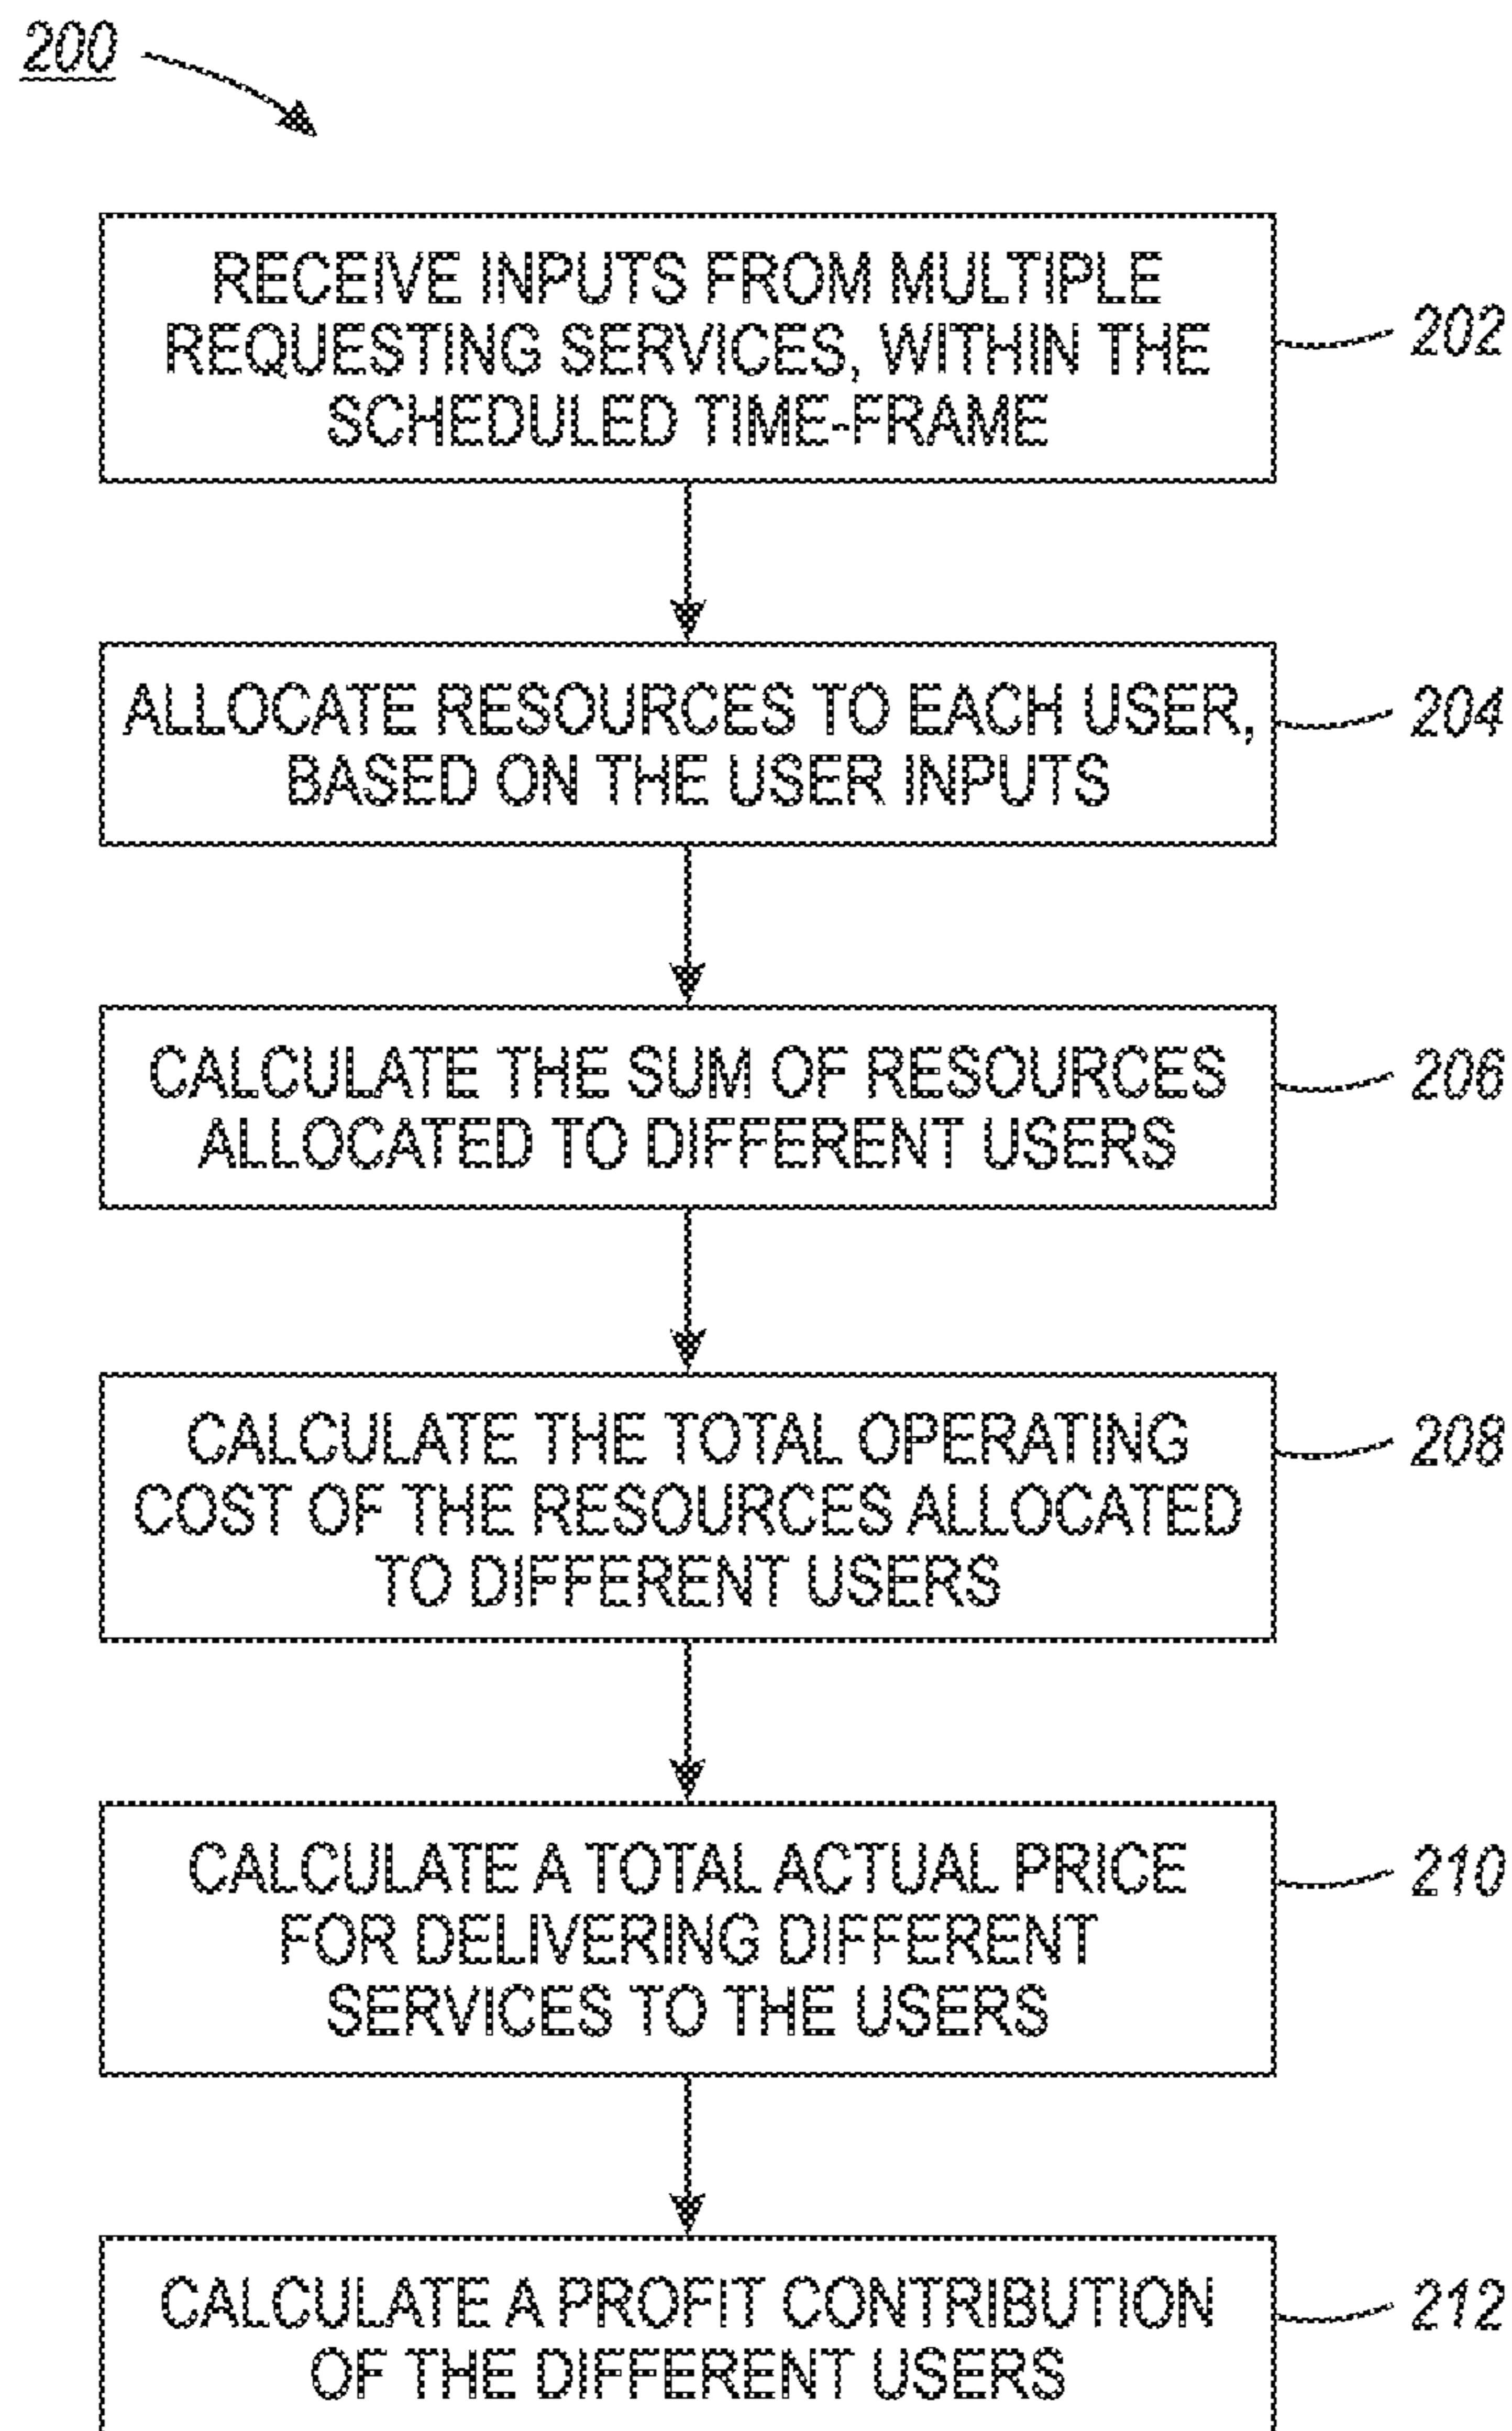 200
RECEIVE INPUTS FROM MULTIPLE
REQUESTING SERVICES, WITHIN THE
SCHEDULED TIME-FRAME
202
ALLOCATE RESOURCES TO EACH USER,
BASED ON THE USER INPUTS
204
CALCULATE THE SUM OF RESOURCES
ALLOCATED TO DIFFERENT USERS
206
CALCULATE THE TOTAL OPERATING
COST OF THE RESOURCES ALLOCATED
TO DIFFERENT USERS
208
CALCULATE A TOTAL ACTUAL PRICE
FOR DELIVERING DIFFERENT
SERVICES TO THE USERS
210
CALCULATE A PROFIT CONTRIBUTION
OF THE DIFFERENT USERS
212